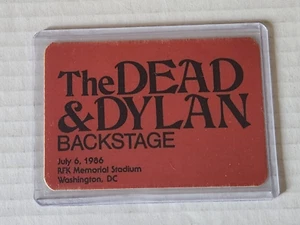 The DEAD
& DYLAN
BACKSTAGE
July 6, 1986
RFK Memorial Stadium
Washington, DC